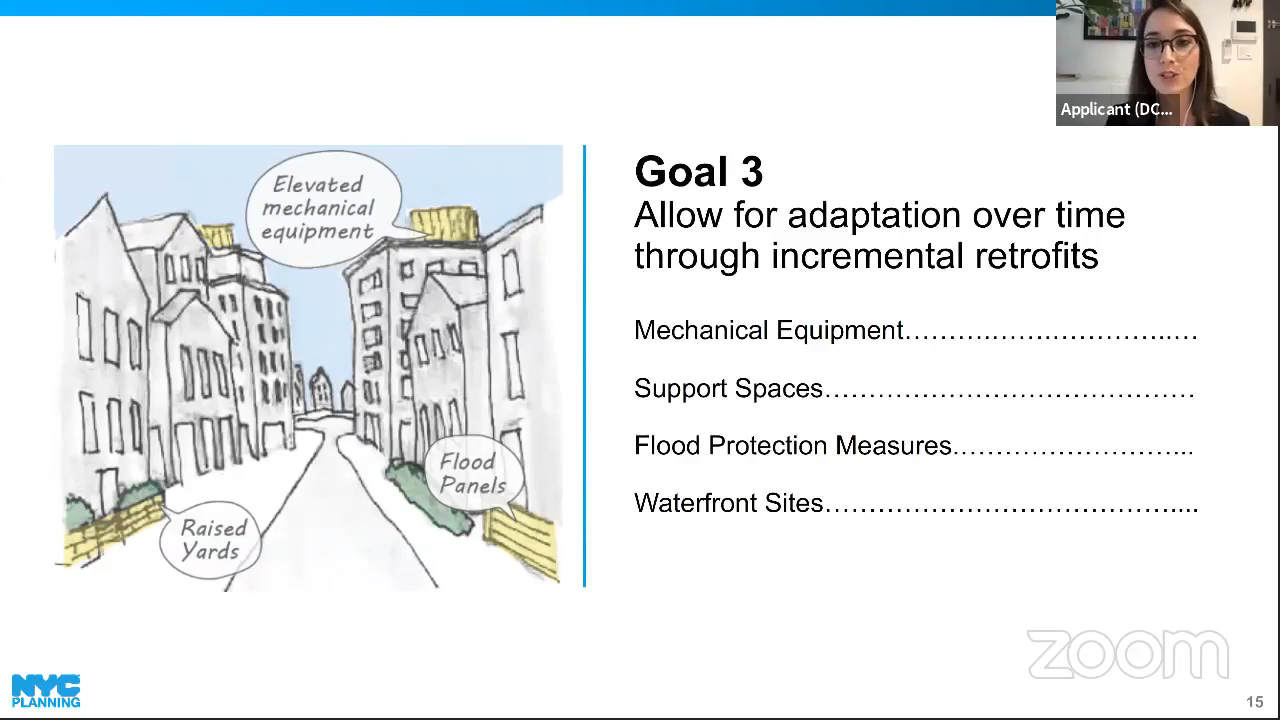 Applicant (DC...
Elevated
mechanical
equipment
Flood
Panels
Raised
Yards
Goal 3
Allow for adaptation over time
through incremental retrofits
Mechanical Equipment……………………………
Support Spaces……………………………………
Flood Protection Measures………………………...
Waterfront Sites…………………………………....
zoom
NYC
PLANNING
15